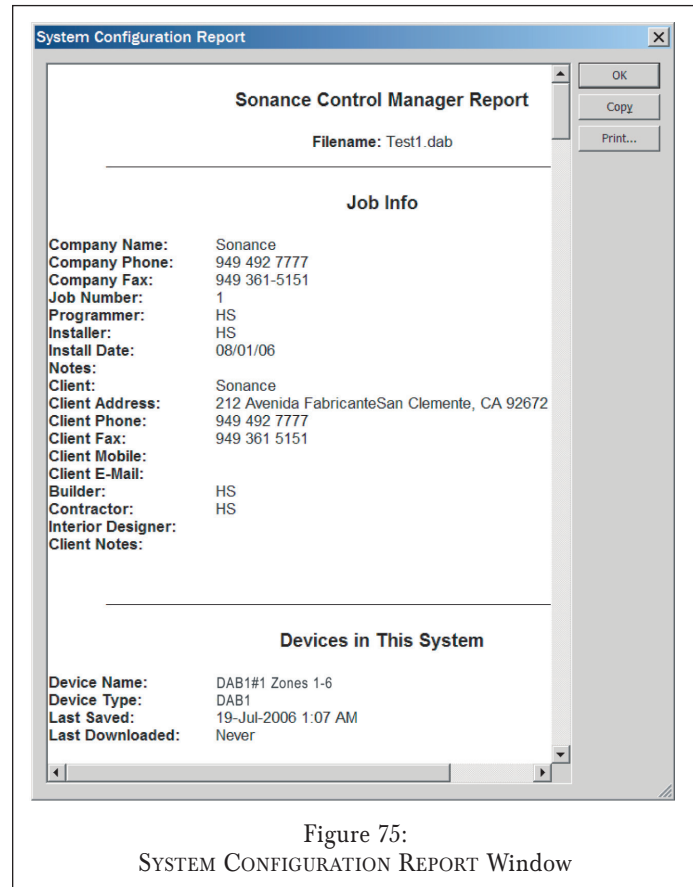 System Configuration Report
OK
Copy
Print...
Sonance Control Manager Report
Filename: Test1.dab
Job Info
Company Name: Sonance
Company Phone: 949 492 7777
Company Fax: 949 361-5151
Job Number: 1
Programmer: HS
Installer: HS
Install Date: 08/01/06
Notes:
Client: Sonance
Client Address: 212 Avenida FabricanteSan Clemente, CA 92672
Client Phone: 949 492 7777
Client Fax: 949 361 5151
Client Mobile:
Client E-Mail:
Builder: HS
Contractor: HS
Interior Designer:
Client Notes:
Devices in This System
Device Name: DAB1#1 Zones 1-6
Device Type: DAB1
Last Saved: 19-Jul-2006 1:07 AM
Last Downloaded: Never
Figure 75:
SYSTEM CONFIGURATION REPORT Window